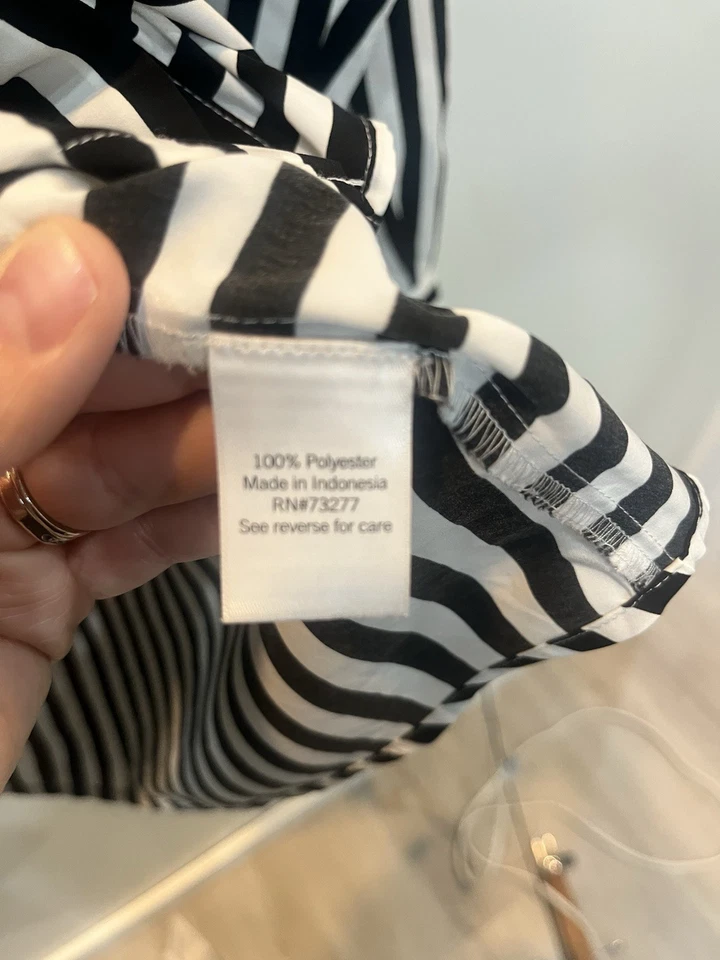 100% Polyester
Made in Indonesia
RN#73277
See reverse for care